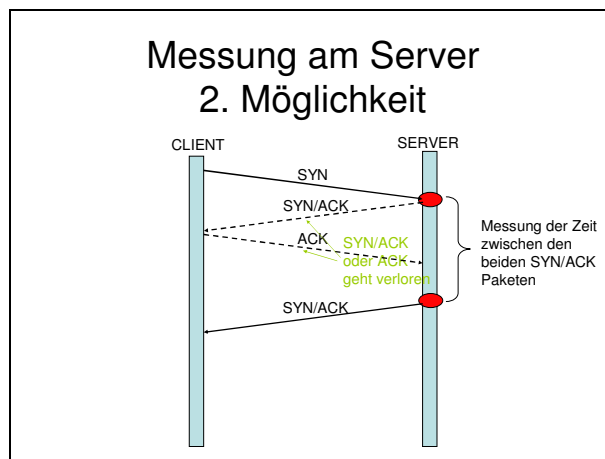 Messung am Server
2. Möglichkeit
CLIENT
SERVER
SYN
SYN/ACK
ACK
SYN/ACK
oder ACK
geht verloren
Messung der Zeit
zwischen den
beiden SYN/ACK
Paketen
SYN/ACK